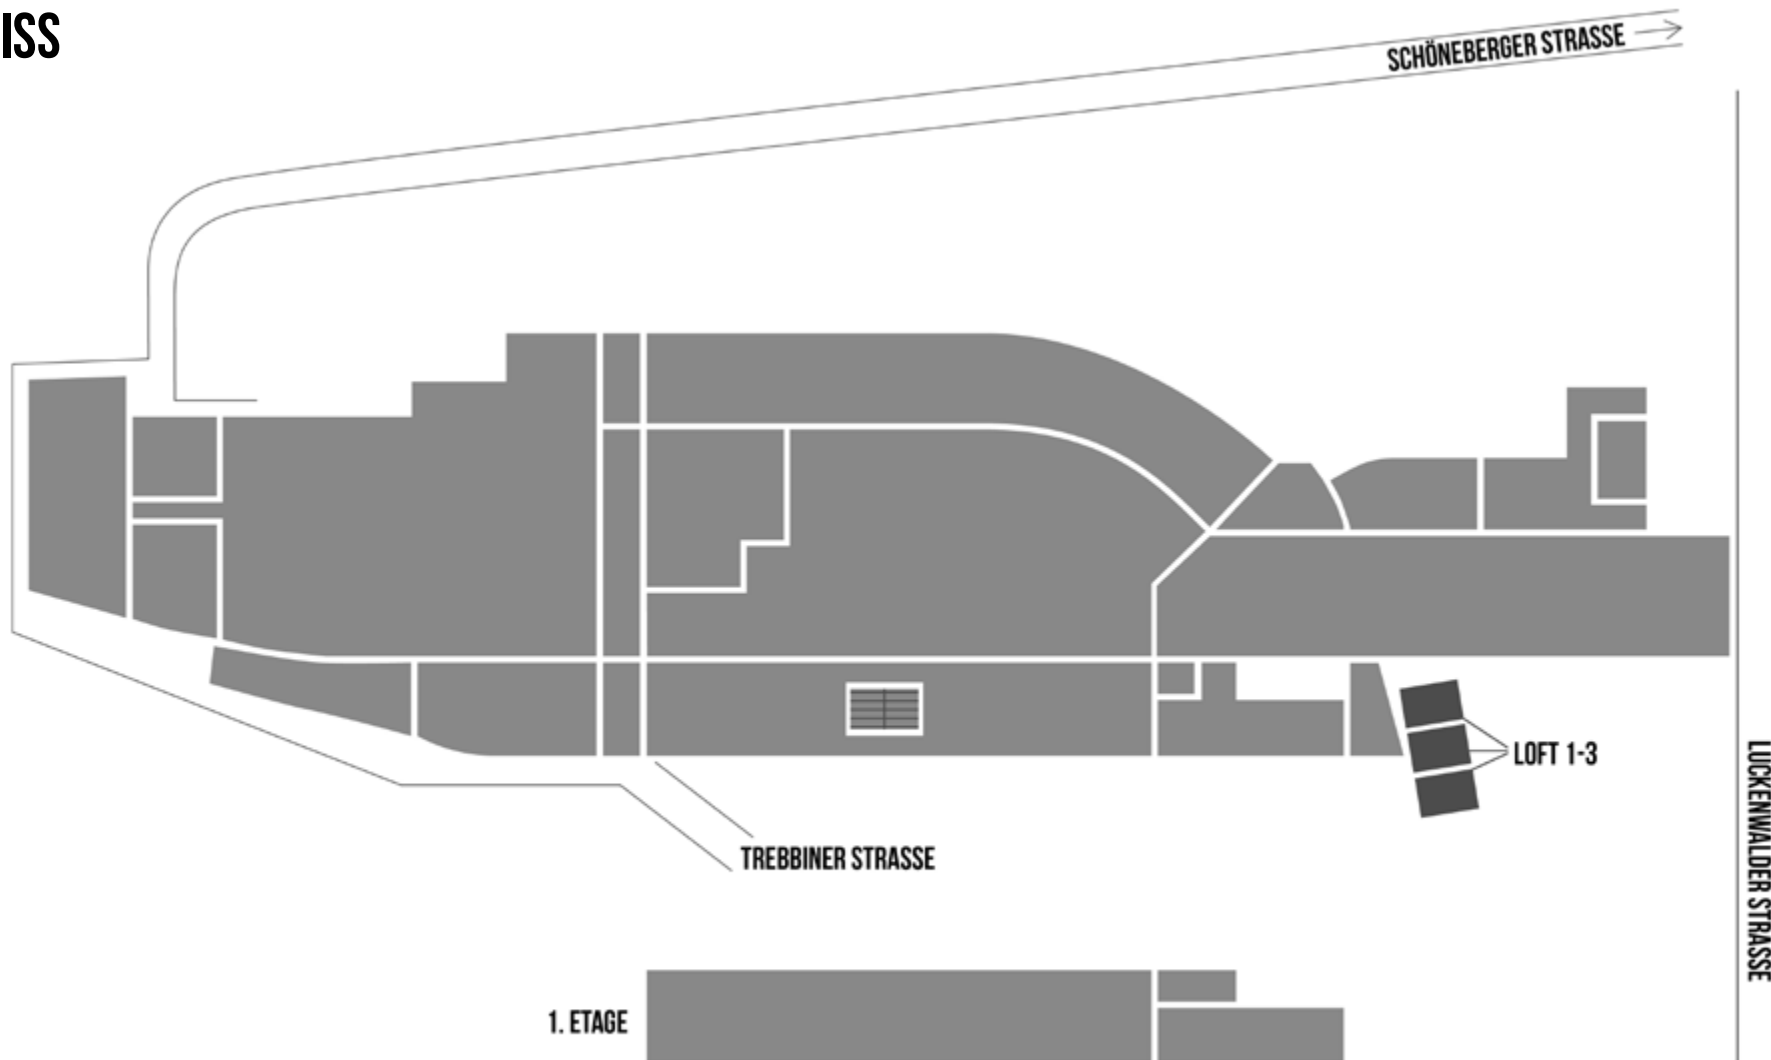 ISS
SCHÖNEBERGER STRASSE
LOFT 1-3
LUCKENWALDER STRASSE
TREBBINER STRASSE
1. ETAGE